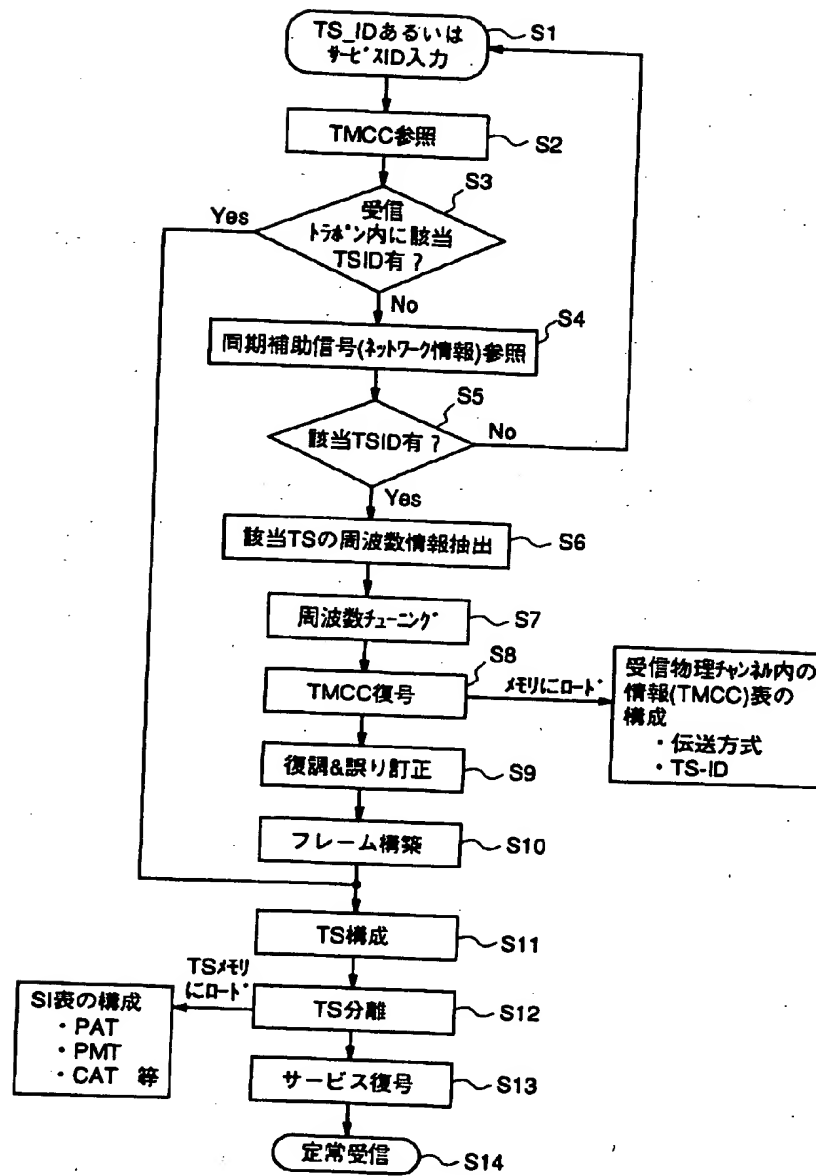 TS_IDあるいは
ｻｰﾋﾞｽID入力
S1
TMCC参照
S2
S3
受信
ﾄﾗﾎﾟﾝ内に該当
TSID有？
Yes
No
S4
同期補助信号(ﾈｯﾄﾜｰｸ情報)参照
S5
該当TSID有？
No
Yes
該当TSの周波数情報抽出
S6
周波数ﾁｭｰﾆﾝｸﾞ
S7
S8
TMCC復号
ﾒﾓﾘにﾛｰﾄﾞ
受信物理ﾁｬﾝﾈﾙ内の
情報(TMCC)表の
構成
・伝送方式
・TS-ID
復調&誤り訂正
S9
フレーム構築
S10
TS構成
S11
TSﾒﾓﾘ
にﾛｰﾄﾞ
SI表の構成
・PAT
・PMT
・CAT 等
TS分離
S12
サービス復号
S13
定常受信
S14